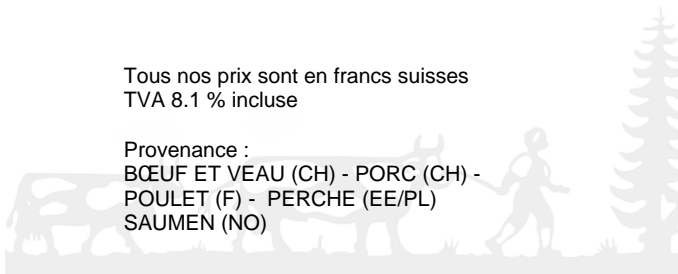 Tous nos prix sont en francs suisses
TVA 8.1 % incluse
Provenance :
BŒUF ET VEAU (CH) - PORC (CH) -
POULET (F) - PERCHE (EE/PL)
SAUMEN (NO)